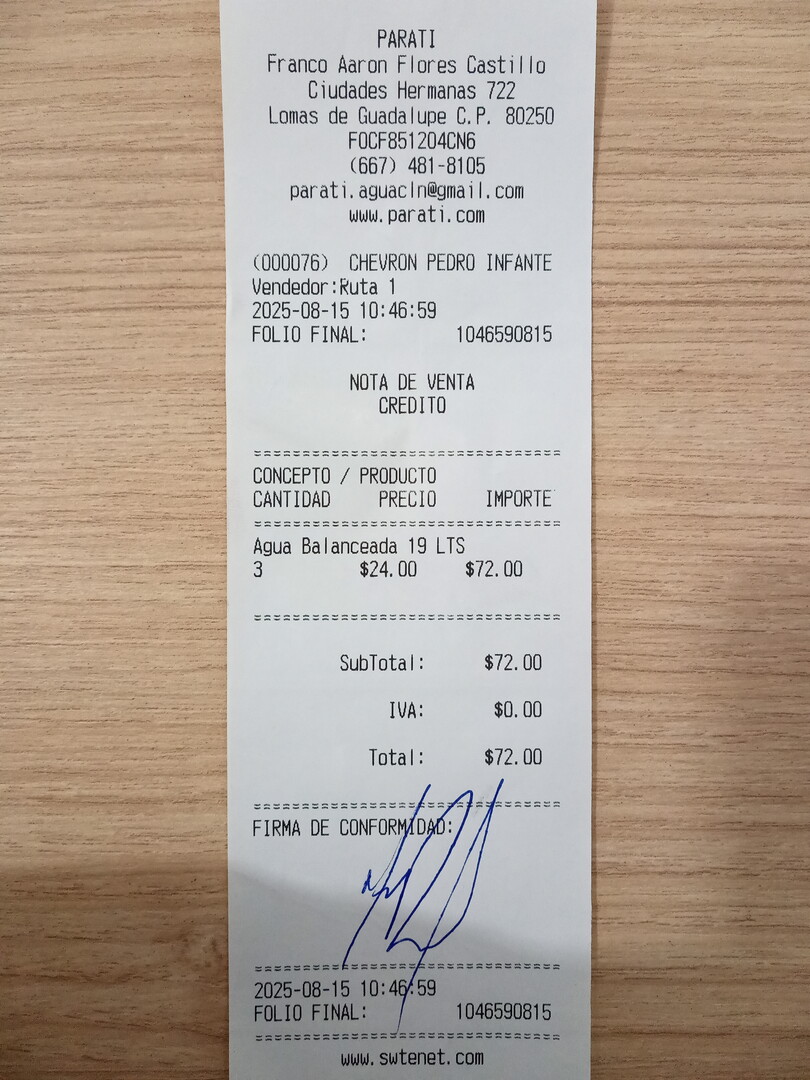 PARATI
Franco Aaron Flores Castillo
Ciudades Hermanas 722
Lomas de Guadalupe C.P. 80250
FOCF851204CN6
(667) 481-8105
parati.aguacln@gmail.com
www.parati.com
(000076) CHEVRON PEDRO INFANTE
Vendedor:Ruta 1
2025-08-15 10:46:59
FOLIO FINAL: 1046590815
NOTA DE VENTA
CREDITO
==============================
CONCEPTO / PRODUCTO
CANTIDAD PRECIO IMPORTE
==============================
Agua Balanceada 19 LTS
3 $24.00 $72.00
==============================
SubTotal: $72.00
IVA: $0.00
Total: $72.00
==============================
FIRMA DE CONFORMIDAD:
==============================
2025-08-15 10:46:59
FOLIO FINAL: 1046590815
==============================
www.swtenet.com